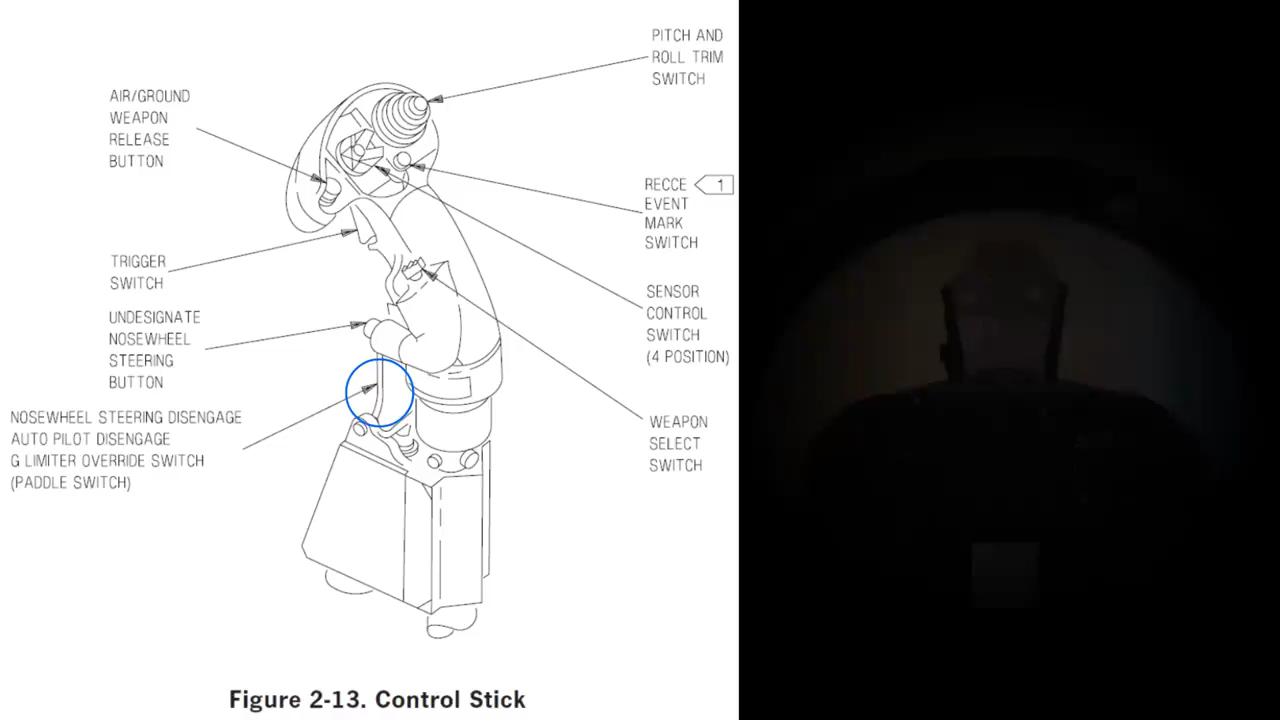 PITCH AND
ROLL TRIM
SWITCH
AIR/GROUND
WEAPON
RELEASE
BUTTON
RECCE 1
EVENT
MARK
SWITCH
TRIGGER
SWITCH
SENSOR
CONTROL
SWITCH
(4 POSITION)
UNDESIGNATE
NOSEWHEEL
STEERING
BUTTON
NOSEWHEEL STEERING DISENGAGE
AUTO PILOT DISENGAGE
G LIMITER OVERRIDE SWITCH
(PADDLE SWITCH)
WEAPON
SELECT
SWITCH
Figure 2-13. Control Stick